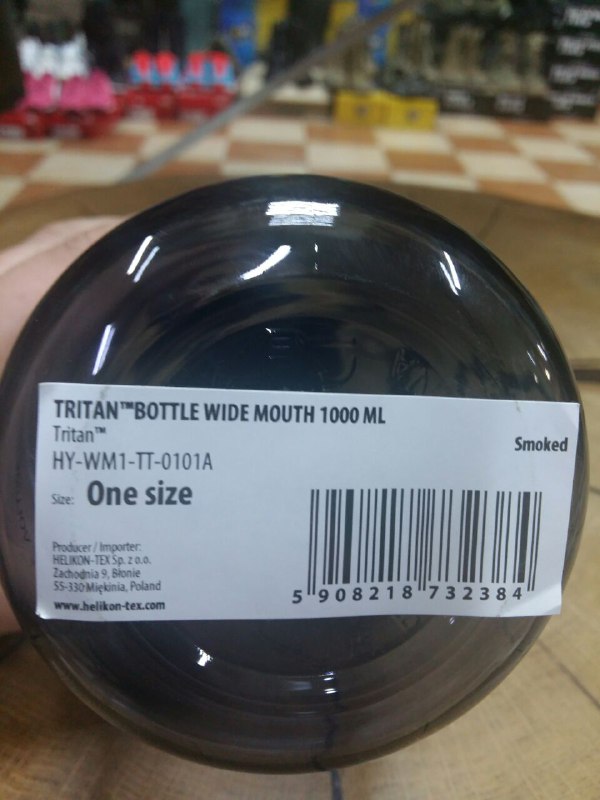 TRITAN™BOTTLE WIDE MOUTH 1000 ML
Tritan™
Smoked
HY-WM1-TT-0101A
Size: One size
Producer / Importer:
HELIKON-TEX Sp. z o.o.
Zachodnia 9, Błonie
55-330 Miękinia, Poland
www.helikon-tex.com
5 908218 732384